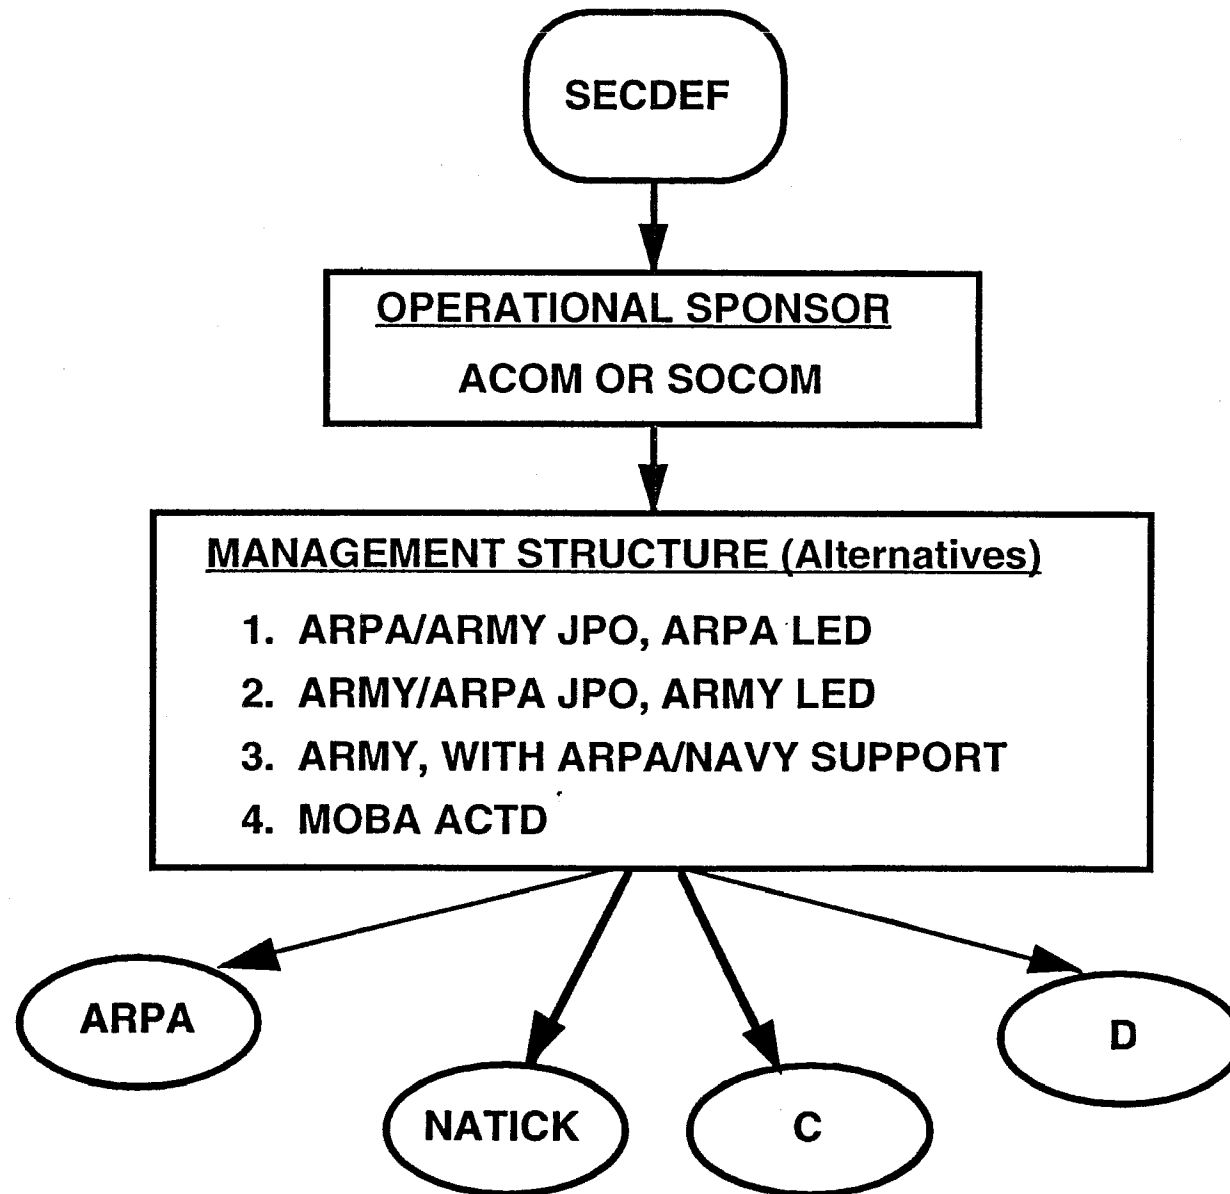 SECDEF
OPERATIONAL SPONSOR
ACOM OR SOCOM
MANAGEMENT STRUCTURE (Alternatives)
1. ARPA/ARMY JPO, ARPA LED
2. ARMY/ARPA JPO, ARMY LED
3. ARMY, WITH ARPA/NAVY SUPPORT
4. MOBA ACTD
ARPA
NATICK
C
D